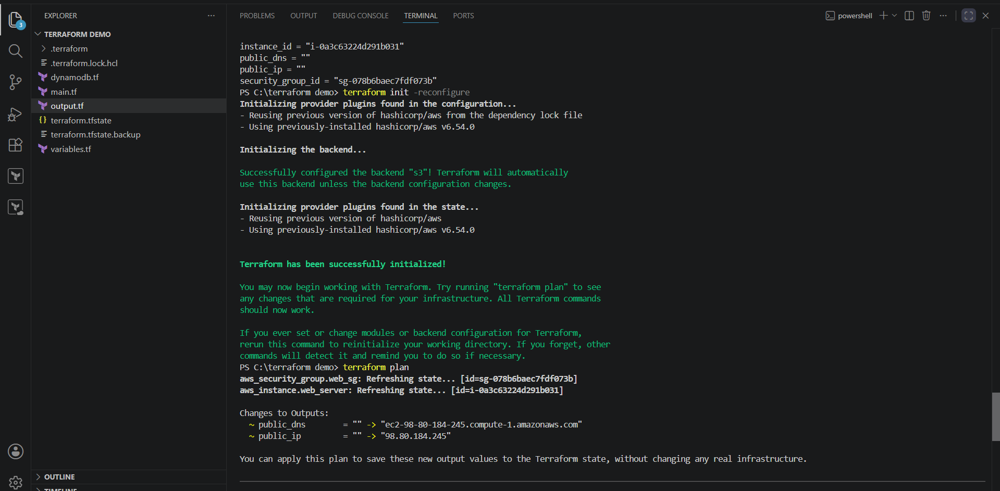 EXPLORER
TERRAFORM DEMO
.terraform
.terraform.lock.hcl
dynamodb.tf
main.tf
output.tf
terraform.tfstate
terraform.tfstate.backup
variables.tf
OUTLINE
TIMELINE
3
PROBLEMS OUTPUT DEBUG CONSOLE TERMINAL PORTS
powershell
instance_id = "i-0a3c63224d291b031"
public_dns = ""
public_ip = ""
security_group_id = "sg-078b6baec7fdf073b"
PS C:\terraform demo> terraform init -reconfigure
Initializing provider plugins found in the configuration...
- Reusing previous version of hashicorp/aws from the dependency lock file
- Using previously-installed hashicorp/aws v6.54.0
Initializing the backend...
Successfully configured the backend "s3"! Terraform will automatically
use this backend unless the backend configuration changes.
Initializing provider plugins found in the state...
- Reusing previous version of hashicorp/aws
- Using previously-installed hashicorp/aws v6.54.0
Terraform has been successfully initialized!
You may now begin working with Terraform. Try running "terraform plan" to see
any changes that are required for your infrastructure. All Terraform commands
should now work.
If you ever set or change modules or backend configuration for Terraform,
rerun this command to reinitialize your working directory. If you forget, other
commands will detect it and remind you to do so if necessary.
PS C:\terraform demo> terraform plan
aws_security_group.web_sg: Refreshing state... [id=sg-078b6baec7fdf073b]
aws_instance.web_server: Refreshing state... [id=i-0a3c63224d291b031]
Changes to Outputs:
~ public_dns = "" -> "ec2-98-80-184-245.compute-1.amazonaws.com"
~ public_ip = "" -> "98.80.184.245"
You can apply this plan to save these new output values to the Terraform state, without changing any real infrastructure.